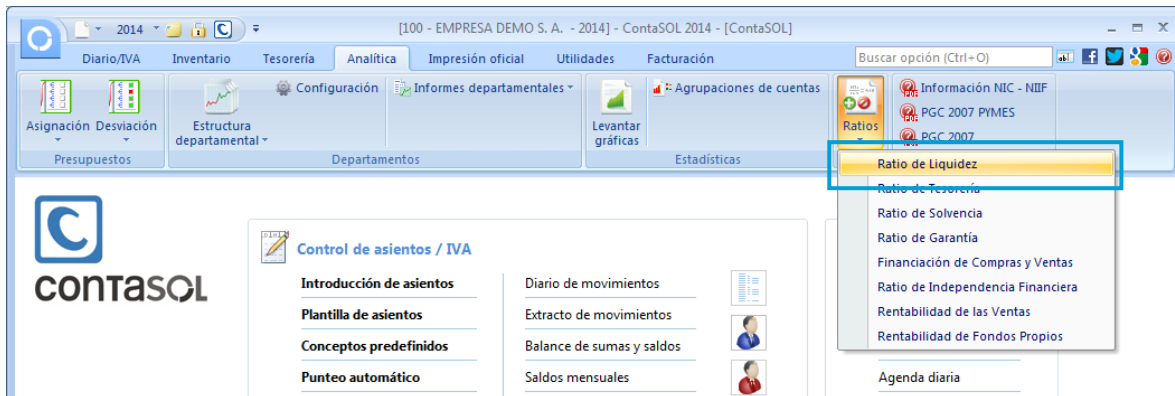 2014
[100 - EMPRESA DEMO S. A. - 2014] - ContaSOL 2014 - [ContaSOL]
Diario/IVA Inventario Tesorería Analítica Impresión oficial Utilidades Facturación
Buscar opción (Ctrl+O)
Asignación Desviación
Presupuestos
Estructura
departamental
Configuración
Informes departamentales
Departamentos
Levantar
gráficas
Agrupaciones de cuentas
Estadísticas
Ratios
Información NIC - NIIF
PGC 2007 PYMES
PGC 2007
Ratio de Liquidez
Ratio de Tesorería
Ratio de Solvencia
Ratio de Garantía
Financiación de Compras y Ventas
Ratio de Independencia Financiera
Rentabilidad de las Ventas
Rentabilidad de Fondos Propios
C
contasol
Control de asientos / IVA
Introducción de asientos
Plantilla de asientos
Conceptos predefinidos
Punteo automático
Diario de movimientos
Extracto de movimientos
Balance de sumas y saldos
Saldos mensuales
Agenda diaria